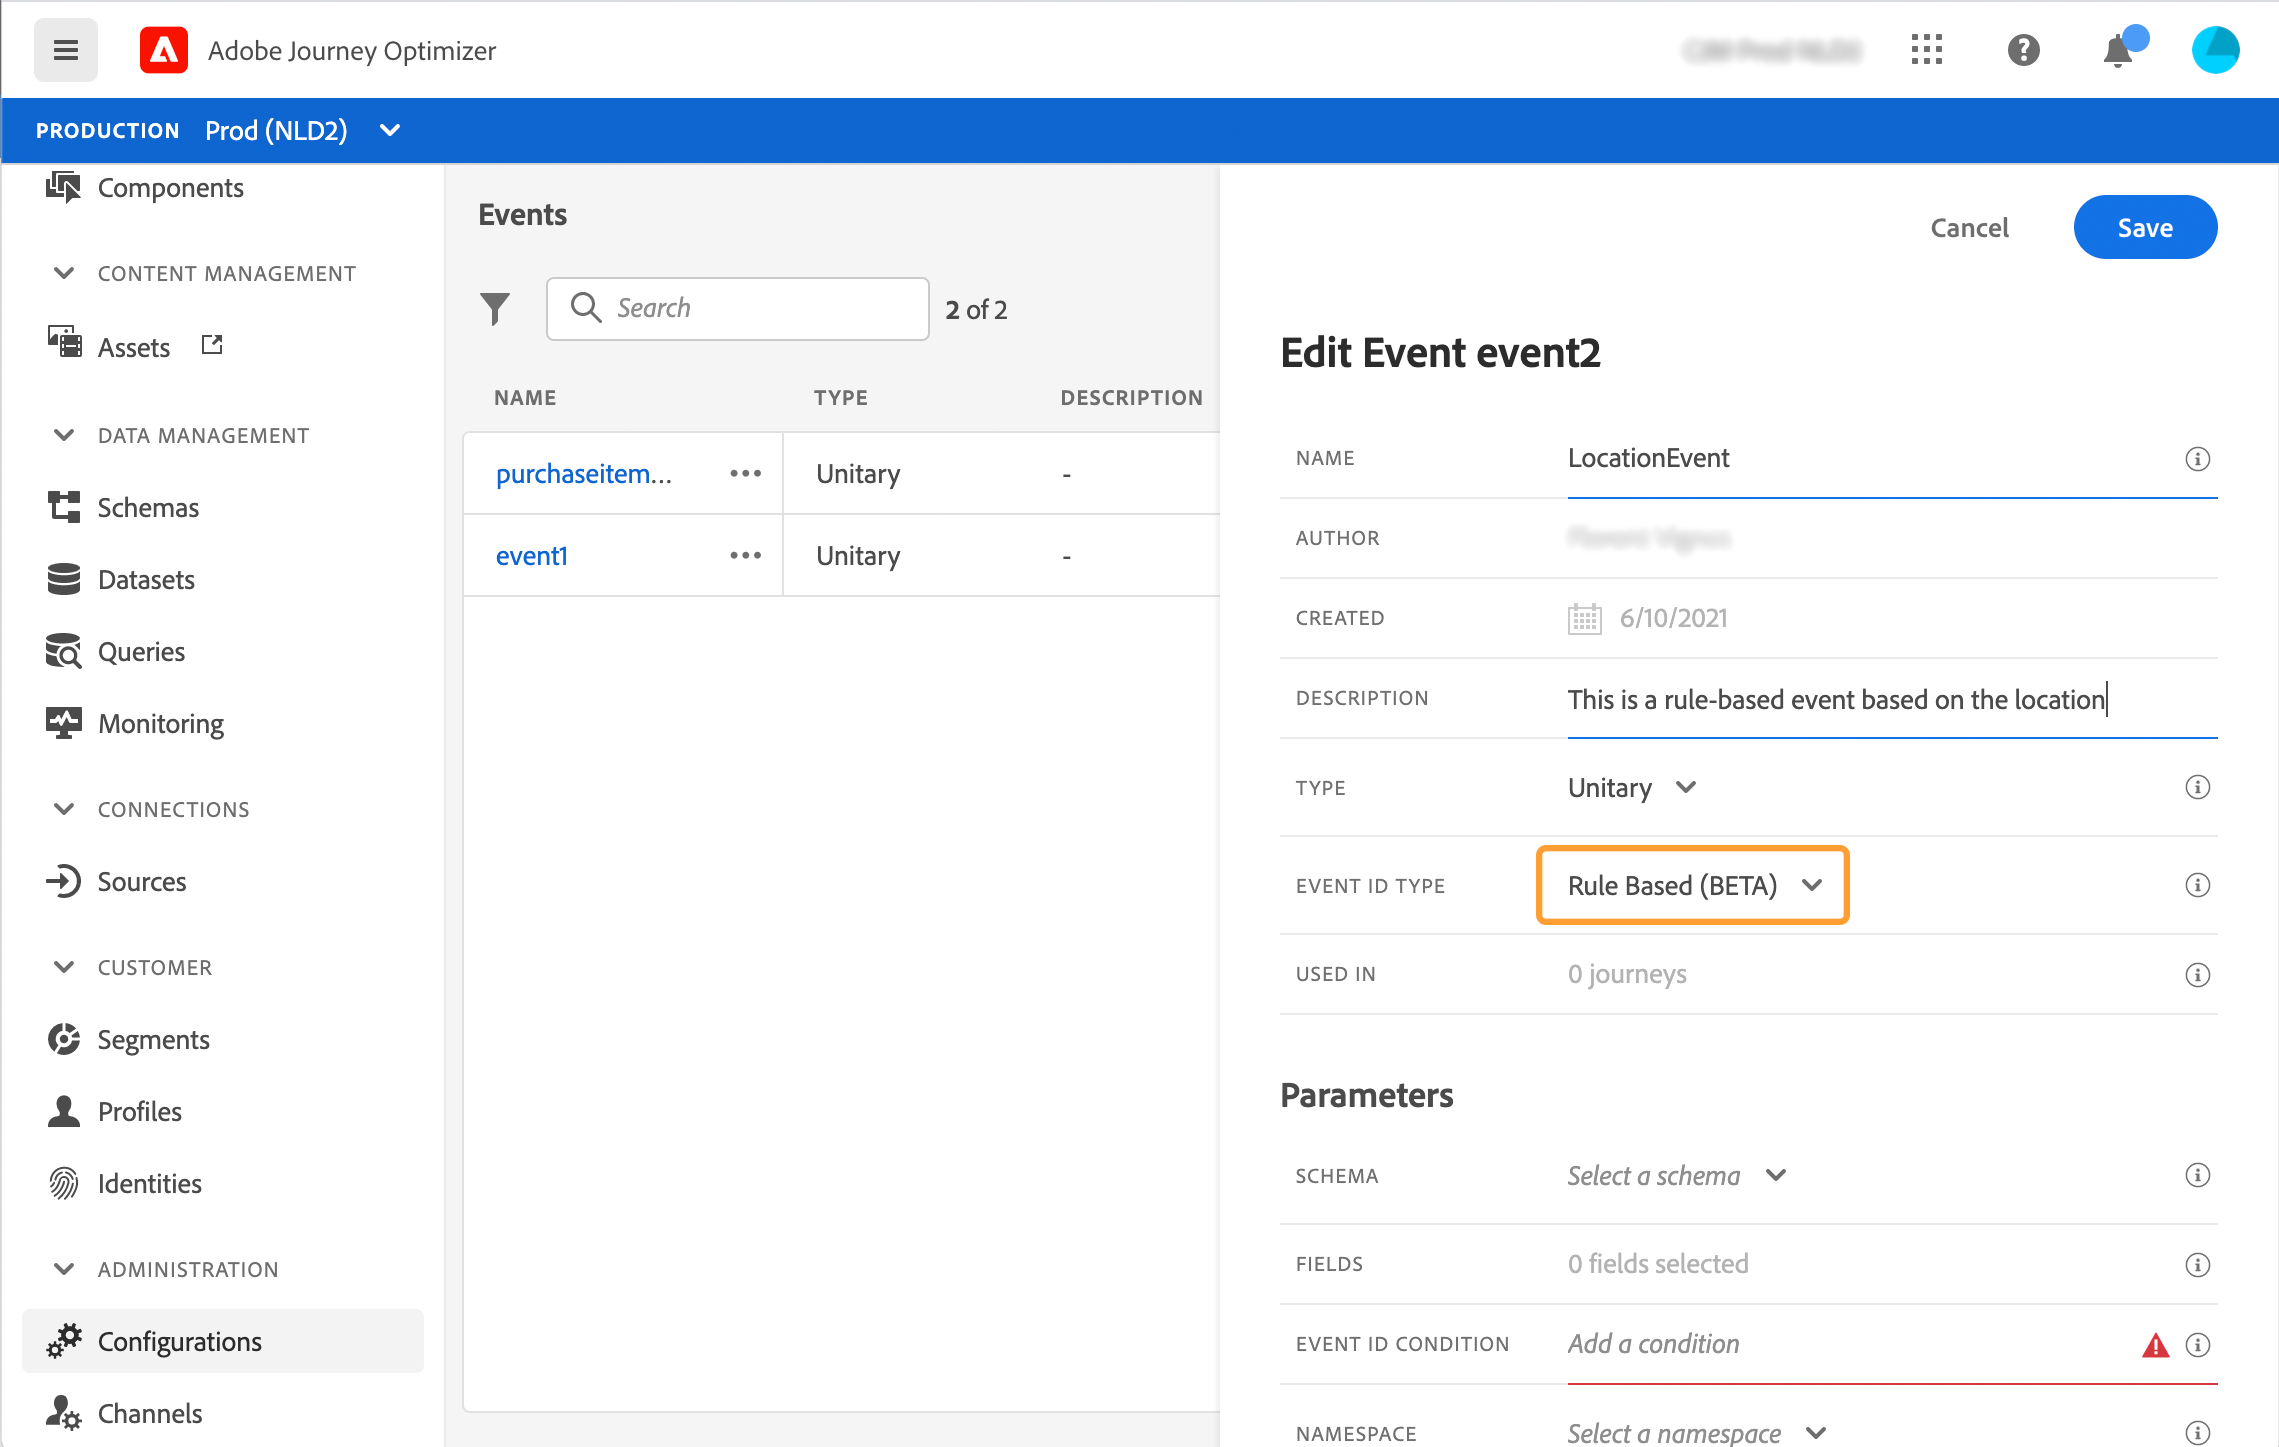 Adobe Journey Optimizer
PRODUCTION Prod (NLD2)
Components
CONTENT MANAGEMENT
Assets
DATA MANAGEMENT
Schemas
Datasets
Queries
Monitoring
CONNECTIONS
Sources
CUSTOMER
Segments
Profiles
Identities
ADMINISTRATION
Configurations
Channels
Events
Search 2 of 2
NAME TYPE DESCRIPTION
purchaseitem... Unitary -
event1 Unitary -
Cancel Save
Edit Event event2
NAME LocationEvent
AUTHOR
CREATED 6/10/2021
DESCRIPTION This is a rule-based event based on the location
TYPE Unitary
EVENT ID TYPE Rule Based (BETA)
USED IN 0 journeys
Parameters
SCHEMA Select a schema
FIELDS 0 fields selected
EVENT ID CONDITION Add a condition
NAMESPACE Select a namespace